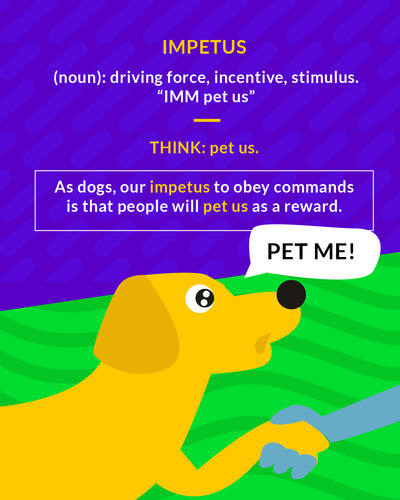 IMPETUS
(noun): driving force, incentive, stimulus.
“IMM pet us”
THINK: pet us.
As dogs, our impetus to obey commands
is that people will pet us as a reward.
PET ME!